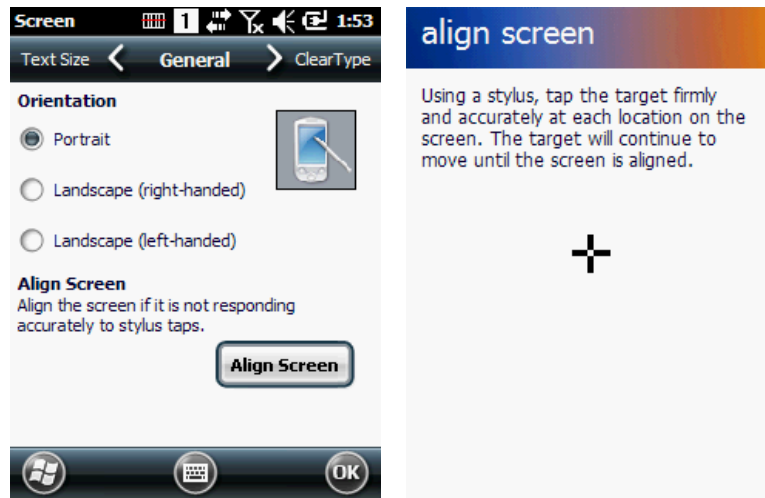 Screen 1 1:53
Text Size General ClearType
Orientation
Portrait
Landscape (right-handed)
Landscape (left-handed)
Align Screen
Align the screen if it is not responding
accurately to stylus taps.
Align Screen
OK
align screen
Using a stylus, tap the target firmly
and accurately at each location on the
screen. The target will continue to
move until the screen is aligned.